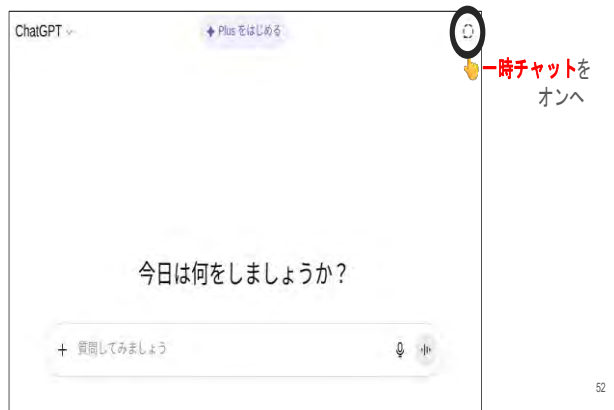 ChatGPT
Plus をはじめる
一時チャットを
オンへ
今日は何をしましょうか？
質問してみましょう
52